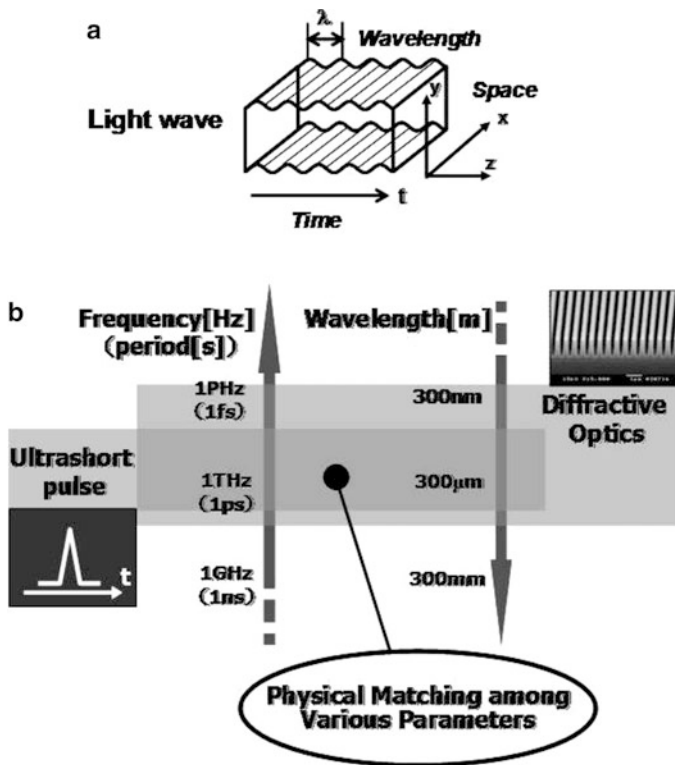 a
λ
Wavelength
Light wave
y
Space
x
z
t
Time
b
Frequency[Hz]
(period[s])
Wavelength[m]
1PHz
(1fs)
300nm
Diffractive
Optics
Ultrashort
pulse
1THz
(1ps)
300μm
t
1GHz
(1ns)
300mm
Physical Matching among
Various Parameters